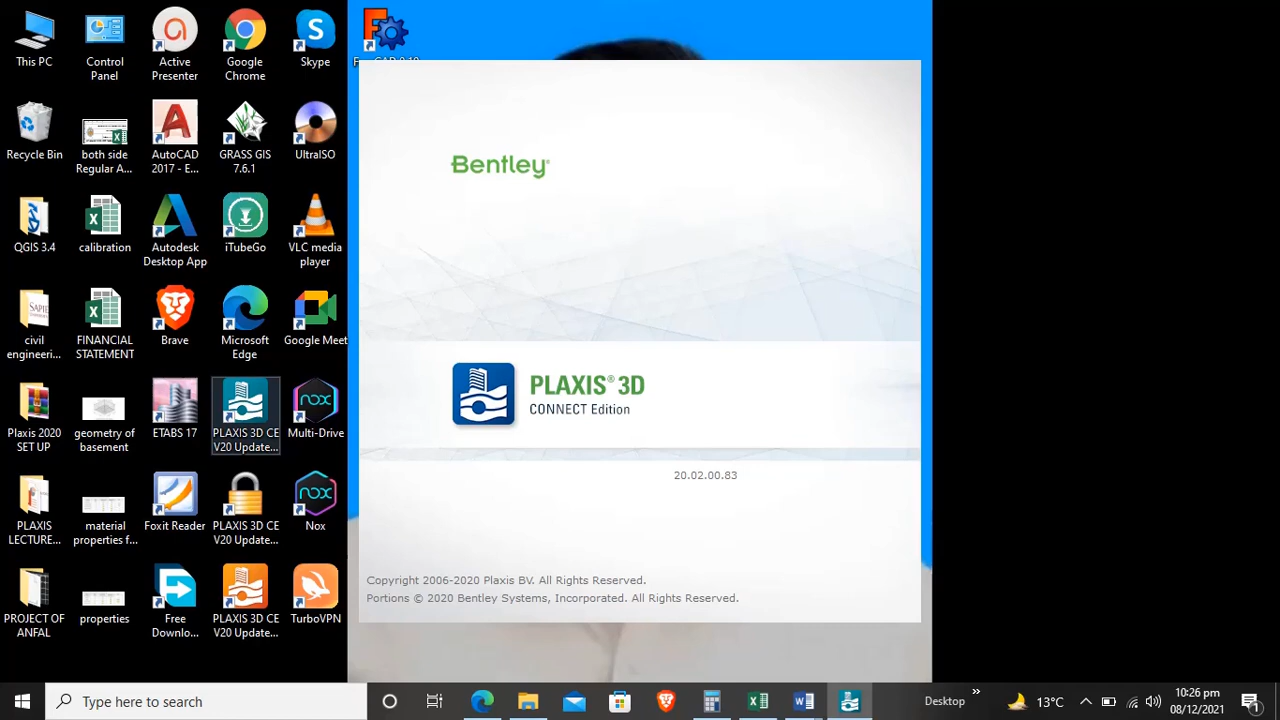 This PC
Control
Panel
Active
Presenter
Google
Chrome
Skype
Recycle Bin
both side
Regular A...
AutoCAD
2017 - E...
GRASS GIS
7.6.1
UltraISO
QGIS 3.4
calibration
Autodesk
Desktop App
iTubeGo
VLC media
player
civil
engineeri...
FINANCIAL
STATEMENT
Brave
Microsoft
Edge
Google Meet
Plaxis 2020
SET UP
geometry of
basement
ETABS 17
PLAXIS 3D CE
V20 Update...
Multi-Drive
nox
PLAXIS
LECTURE...
material
properties f...
Foxit Reader
PLAXIS 3D CE
V20 Update...
Nox
nox
PROJECT OF
ANFAL
properties
Free
Downlo...
PLAXIS 3D CE
V20 Update...
TurboVPN
Bentley®
PLAXIS® 3D
CONNECT Edition
20.02.00.83
Copyright 2006-2020 Plaxis BV. All Rights Reserved.
Portions © 2020 Bentley Systems, Incorporated. All Rights Reserved.
Type here to search
Desktop
13°C
10:26 pm
08/12/2021
1